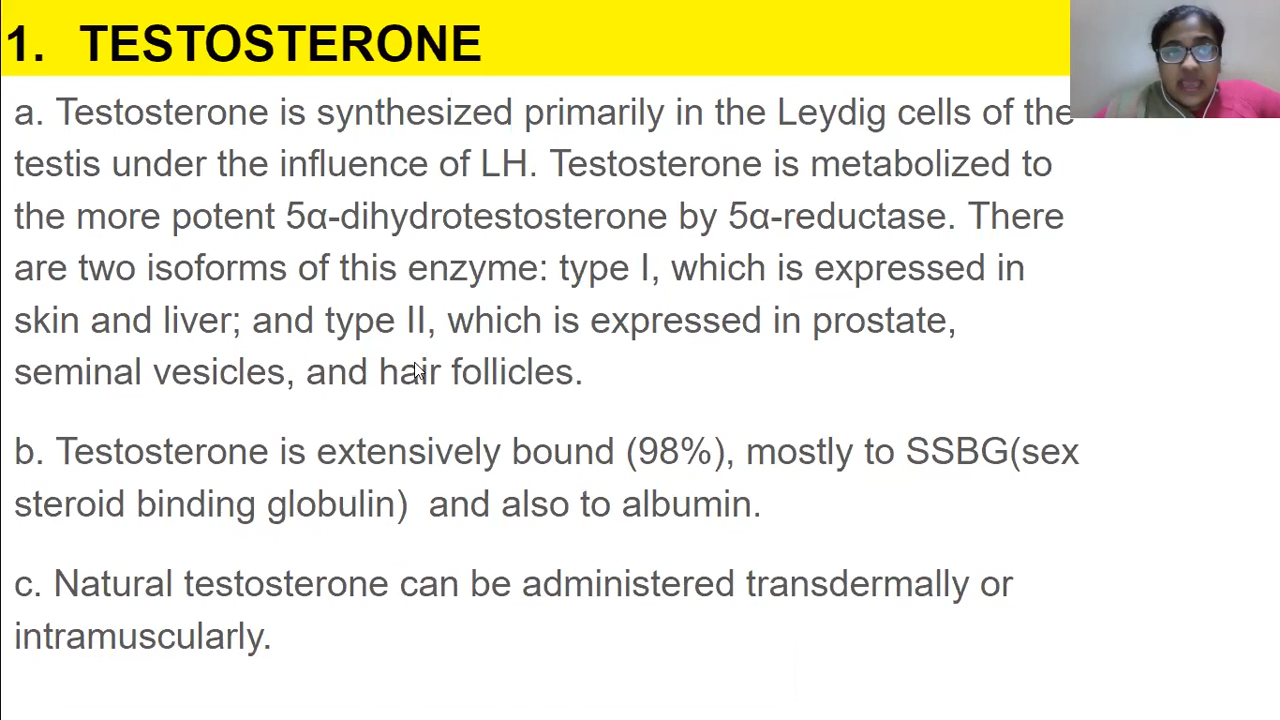 1. TESTOSTERONE
a. Testosterone is synthesized primarily in the Leydig cells of the
testis under the influence of LH. Testosterone is metabolized to
the more potent 5α-dihydrotestosterone by 5α-reductase. There
are two isoforms of this enzyme: type I, which is expressed in
skin and liver; and type II, which is expressed in prostate,
seminal vesicles, and hair follicles.
b. Testosterone is extensively bound (98%), mostly to SSBG(sex
steroid binding globulin)  and also to albumin.
c. Natural testosterone can be administered transdermally or
intramuscularly.